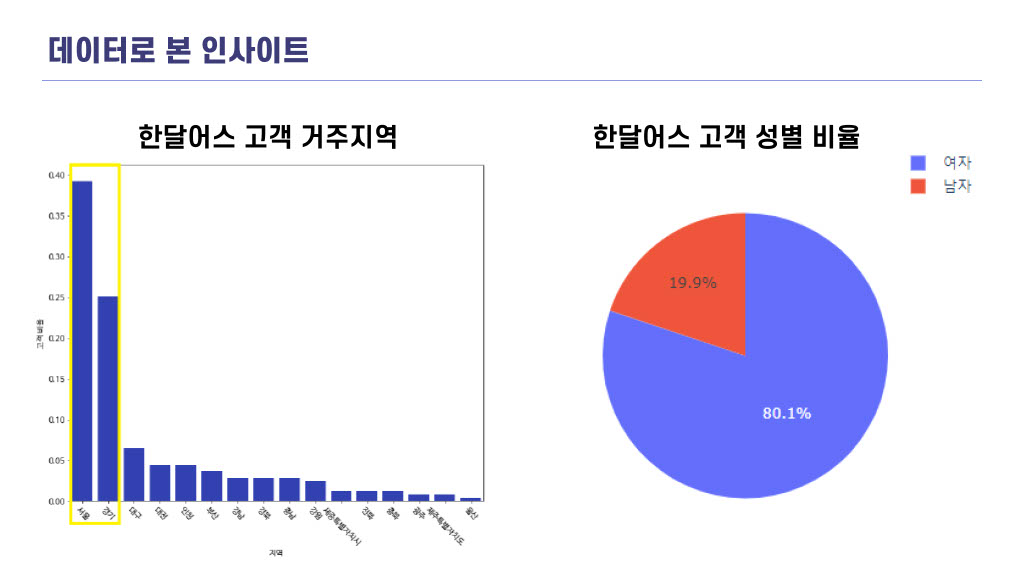 데이터로 본 인사이트
한달어스 고객 거주지역
0.40
0.35
0.30
0.25
0.20
0.15
0.10
0.05
0.00
고객비율
서울
경기
대구
대전
인천
부산
경남
경북
충남
강원
세종특별자치시
전북
충북
광주
제주특별자치도
울산
지역
한달어스 고객 성별 비율
여자
남자
19.9%
80.1%